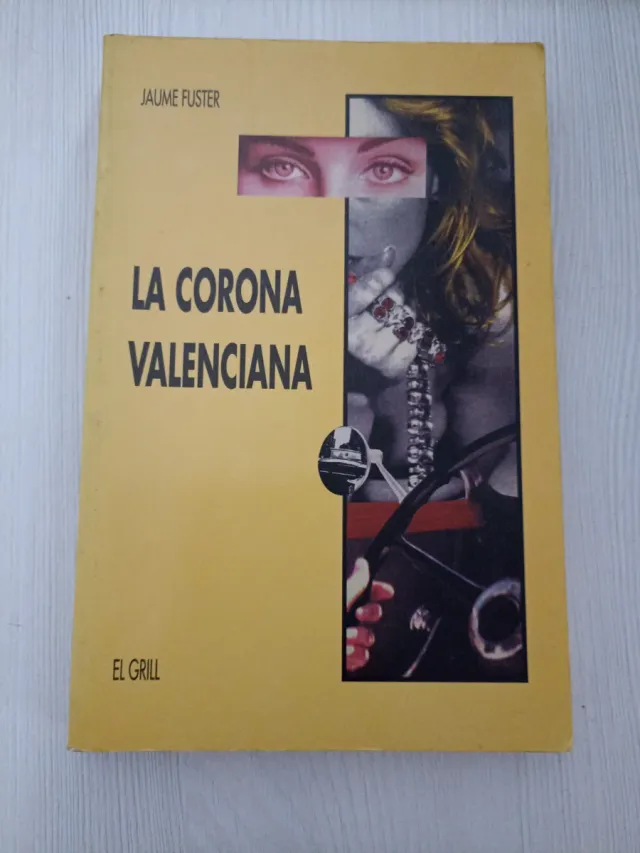 JAUME FUSTER
LA CORONA
VALENCIANA
EL GRILL